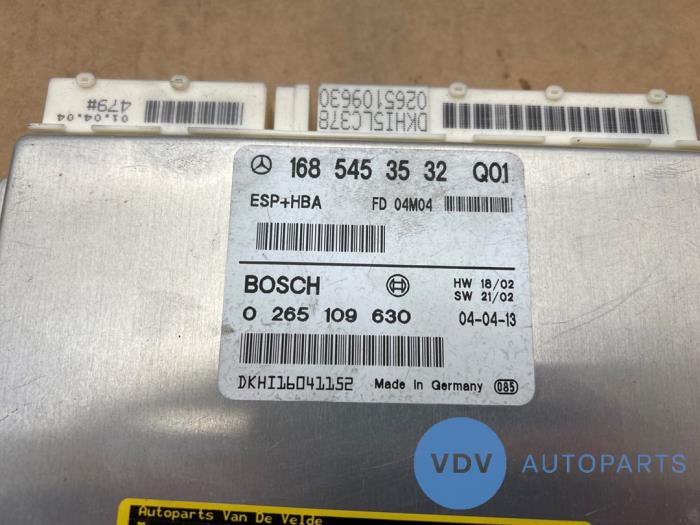 01.04.04
479#
DKHI5LC378
0265109630
168 545 35 32 Q01
ESP+HBA FD 04M04
BOSCH HW 18/02
SW 21/02
0 265 109 630 04-04-13
DKHI16041152 Made in Germany 085
VDV AUTOPARTS
Autoparts Van De Velde